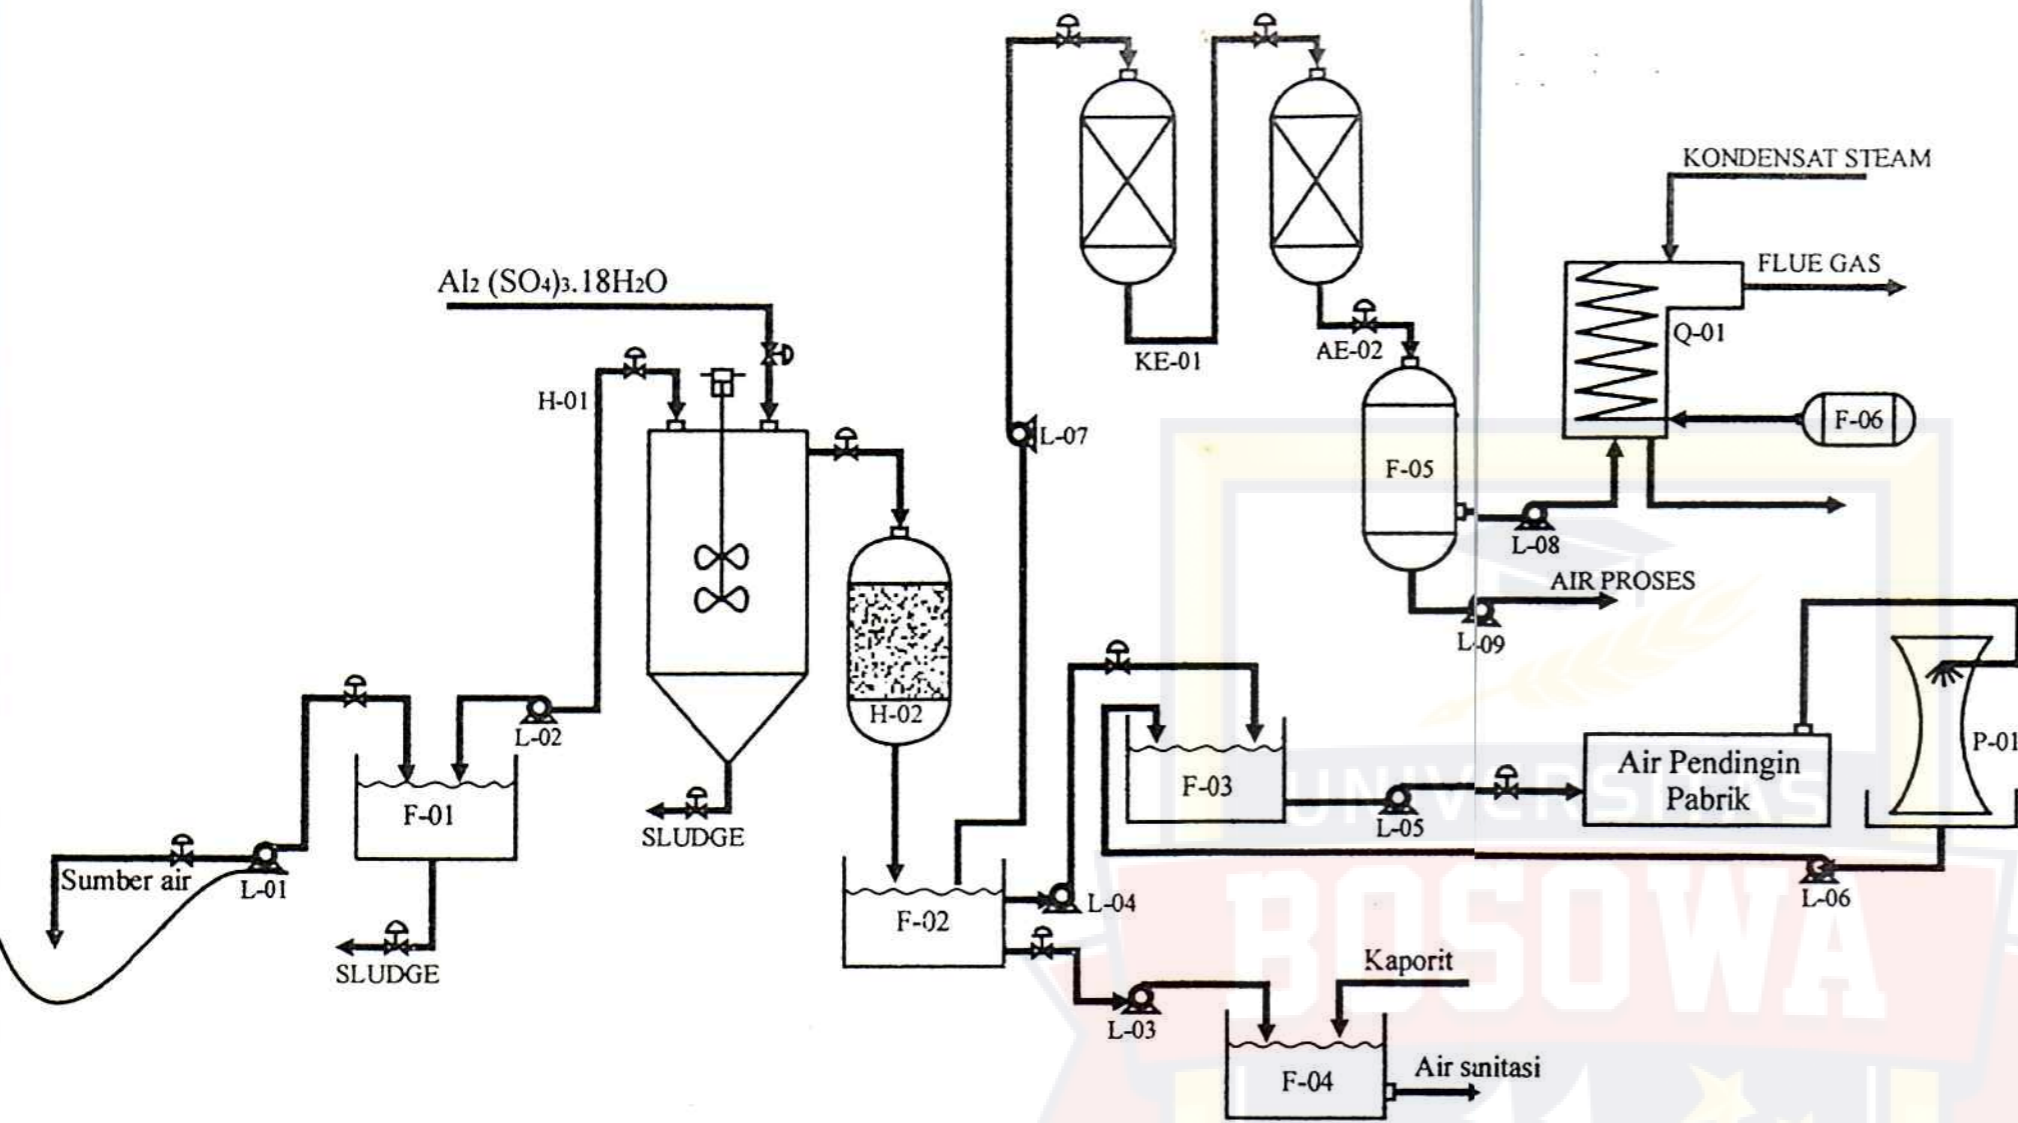 KONDENSAT STEAM
FLUE GAS
Al2 (SO4)3.18H2O
Q-01
KE-01
AE-02
H-01
F-06
L-07
F-05
L-08
AIR PROSES
L-09
H-02
L-02
P-01
Air Pendingin
Pabrik
F-03
F-01
L-05
UNIVERSITAS
SLUDGE
Sumber air
L-01
L-04
L-06
F-02
BOSOWA
SLUDGE
Kaporit
L-03
Air sanitasi
F-04